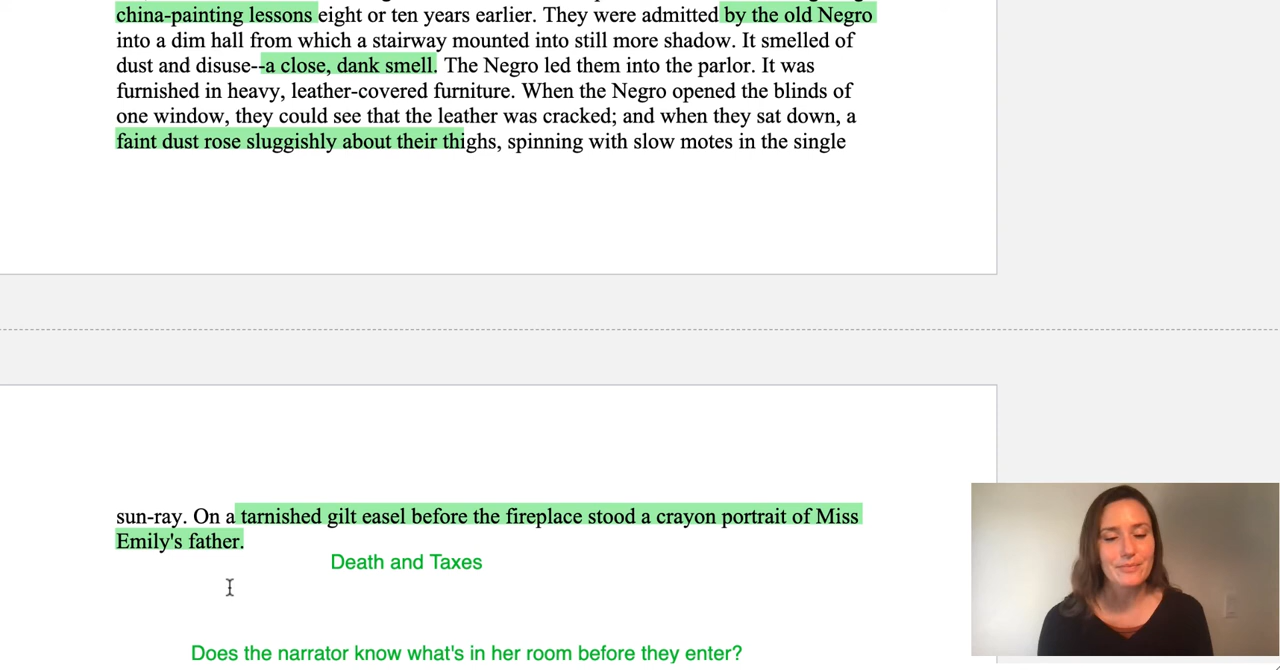 china-painting lessons eight or ten years earlier. They were admitted by the old Negro
into a dim hall from which a stairway mounted into still more shadow. It smelled of
dust and disuse--a close, dank smell. The Negro led them into the parlor. It was
furnished in heavy, leather-covered furniture. When the Negro opened the blinds of
one window, they could see that the leather was cracked; and when they sat down, a
faint dust rose sluggishly about their thighs, spinning with slow motes in the single
sun-ray. On a tarnished gilt easel before the fireplace stood a crayon portrait of Miss
Emily's father.
Death and Taxes
Does the narrator know what's in her room before they enter?